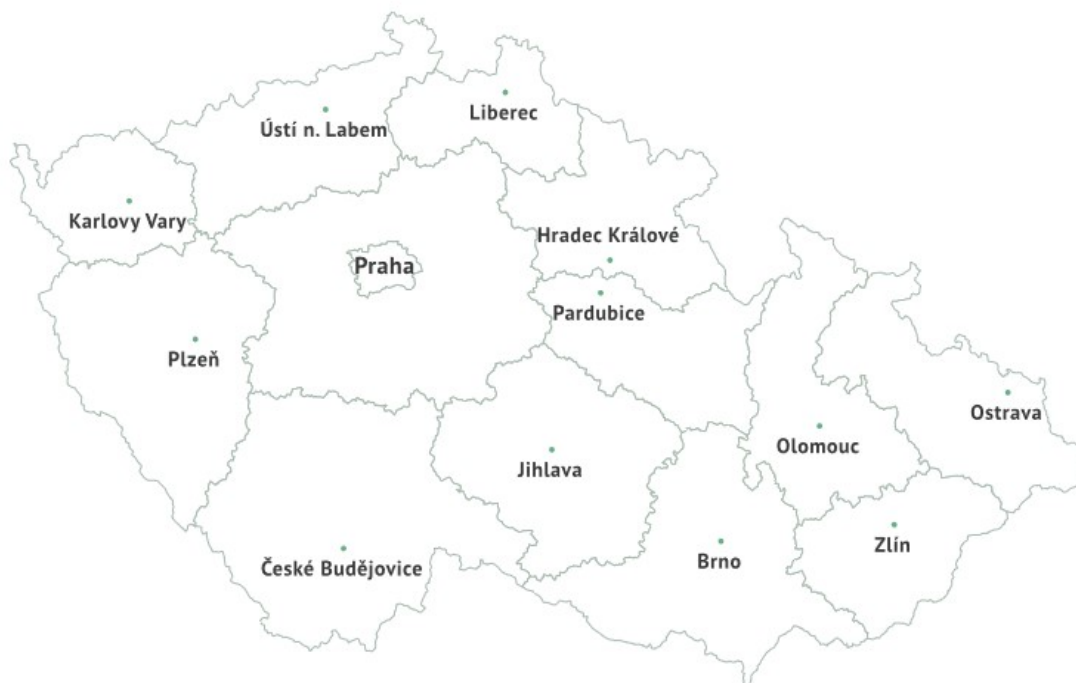 Liberec
Ústí n. Labem
Karlovy Vary
Hradec Králové
Praha
Pardubice
Plzeň
Ostrava
Olomouc
Jihlava
Zlín
Brno
České Budějovice